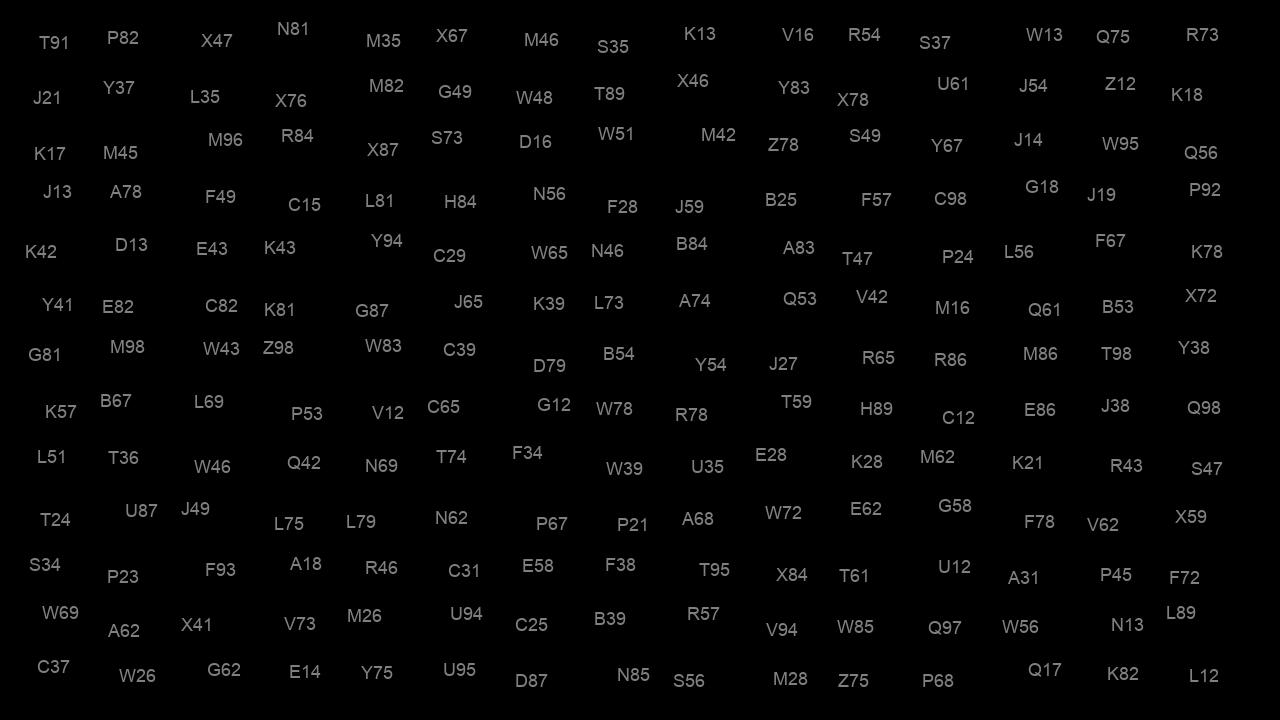 T91 P82 X47 N81 M35 X67 M46 S35 K13 V16 R54 S37 W13 Q75 R73
J21 Y37 L35 X76 M82 G49 W48 T89 X46 Y83 X78 U61 J54 Z12 K18
K17 M45 M96 R84 X87 S73 D16 W51 M42 Z78 S49 Y67 J14 W95 Q56
J13 A78 F49 C15 L81 H84 N56 F28 J59 B25 F57 C98 G18 J19 P92
K42 D13 E43 K43 Y94 C29 W65 N46 B84 A83 T47 P24 L56 F67 K78
Y41 E82 C82 K81 G87 J65 K39 L73 A74 Q53 V42 M16 Q61 B53 X72
G81 M98 W43 Z98 W83 C39 D79 B54 Y54 J27 R65 R86 M86 T98 Y38
K57 B67 L69 P53 V12 C65 G12 W78 R78 T59 H89 C12 E86 J38 Q98
L51 T36 W46 Q42 N69 T74 F34 W39 U35 E28 K28 M62 K21 R43 S47
T24 U87 J49 L75 L79 N62 P67 P21 A68 W72 E62 G58 F78 V62 X59
S34 P23 F93 A18 R46 C31 E58 F38 T95 X84 T61 U12 A31 P45 F72
W69 A62 X41 V73 M26 U94 C25 B39 R57 V94 W85 Q97 W56 N13 L89
C37 W26 G62 E14 Y75 U95 D87 N85 S56 M28 Z75 P68 Q17 K82 L12